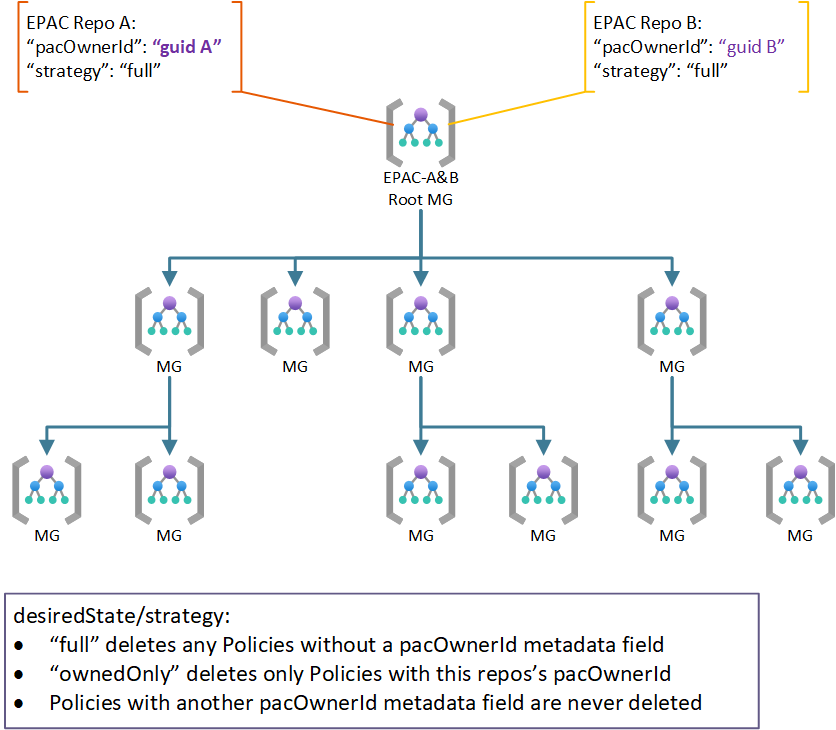 EPAC Repo A:
“pacOwnerId”: “guid A”
“strategy”: “full”
EPAC Repo B:
“pacOwnerId”: “guid B”
“strategy”: “full”
EPAC-A&B
Root MG
MG
MG
MG
MG
MG
MG
MG
MG
MG
MG
desiredState/strategy:
• “full” deletes any Policies without a pacOwnerId metadata field
• “ownedOnly” deletes only Policies with this repos’s pacOwnerId
• Policies with another pacOwnerId metadata field are never deleted